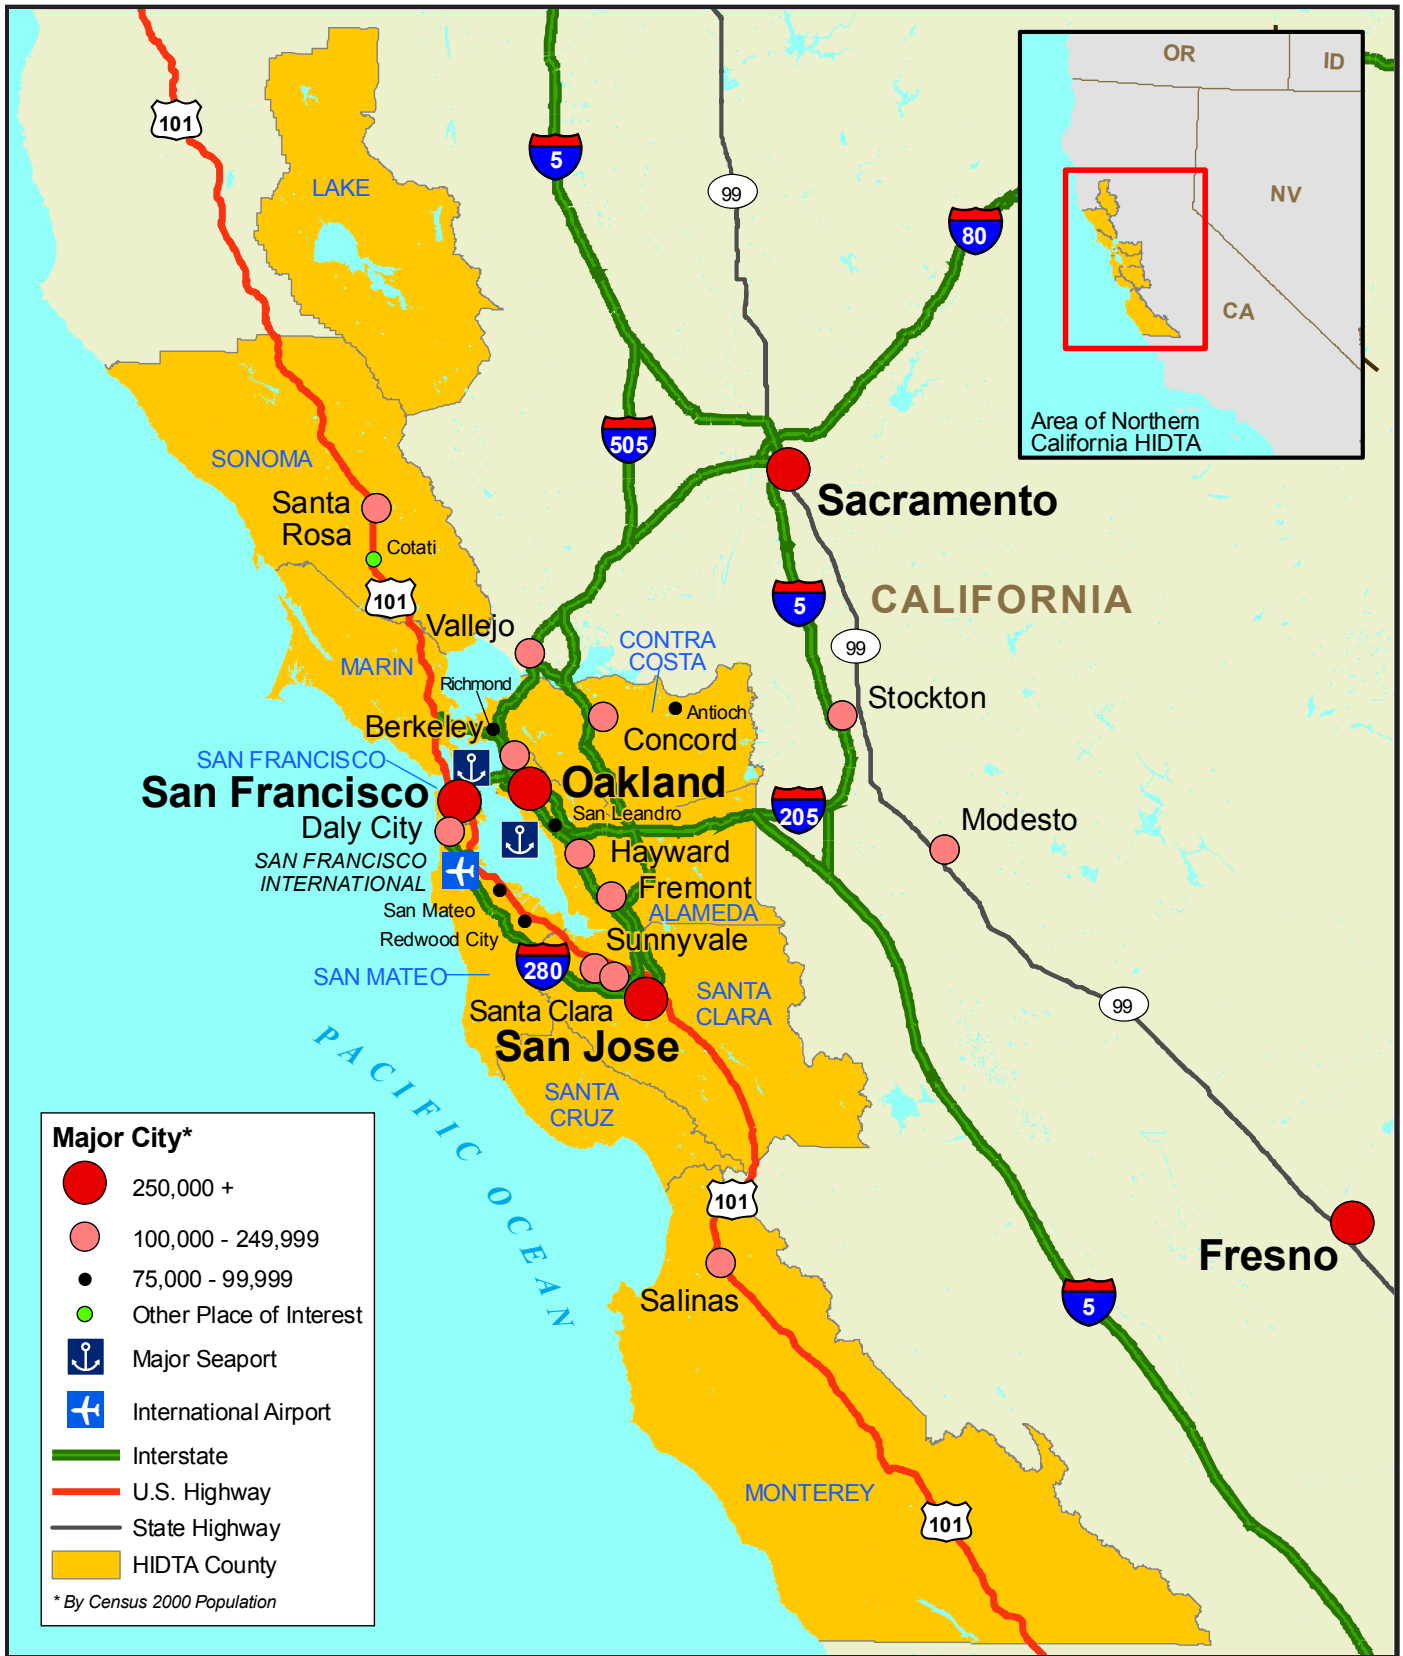 101
5
99
80
LAKE
OR
ID
NV
CA
Area of Northern
California HIDTA
505
SONOMA
Santa
Rosa
Cotati
101
Sacramento
5
CALIFORNIA
99
Vallejo
CONTRA
COSTA
MARIN
Richmond
Antioch
Stockton
Berkeley
Concord
SAN FRANCISCO
San Francisco
Oakland
205
San Leandro
Modesto
Daly City
SAN FRANCISCO
INTERNATIONAL
Hayward
Fremont
San Mateo
ALAMEDA
Redwood City
Sunnyvale
280
SAN MATEO
SANTA
CLARA
99
Santa Clara
San Jose
PACIFIC OCEAN
SANTA
CRUZ
101
Salinas
Fresno
5
MONTEREY
101
Major City*
250,000 +
100,000 - 249,999
75,000 - 99,999
Other Place of Interest
Major Seaport
International Airport
Interstate
U.S. Highway
State Highway
HIDTA County
* By Census 2000 Population